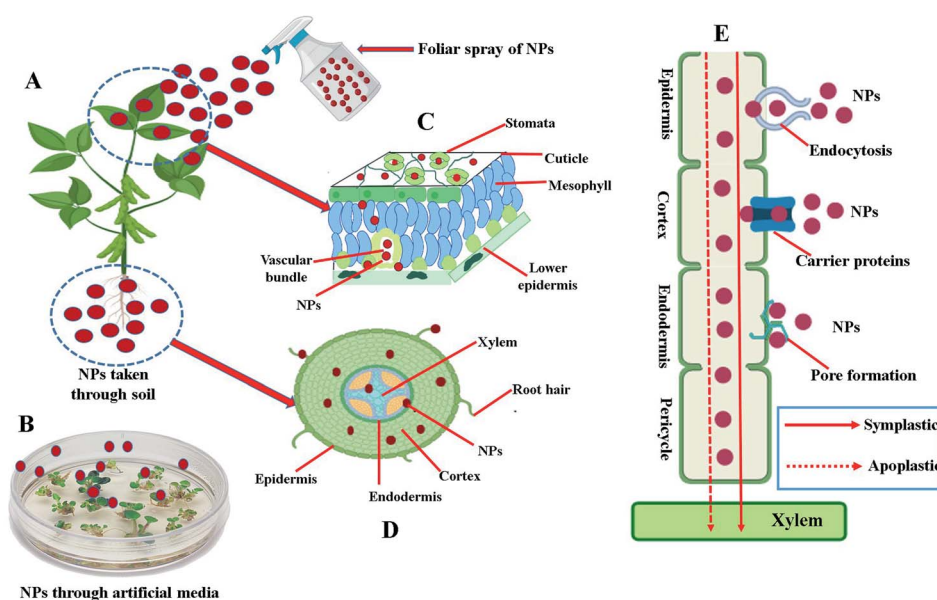 A
Foliar spray of NPs
NPs taken
through soil
B
NPs through artificial media
C
Stomata
Cuticle
Mesophyll
Vascular
bundle
NPs
Lower
epidermis
Xylem
Root hair
NPs
Cortex
Endodermis
Epidermis
D
E
Epidermis
Cortex
Endodermis
Pericycle
NPs
Endocytosis
NPs
Carrier proteins
NPs
Pore formation
Symplastic
Apoplastic
Xylem